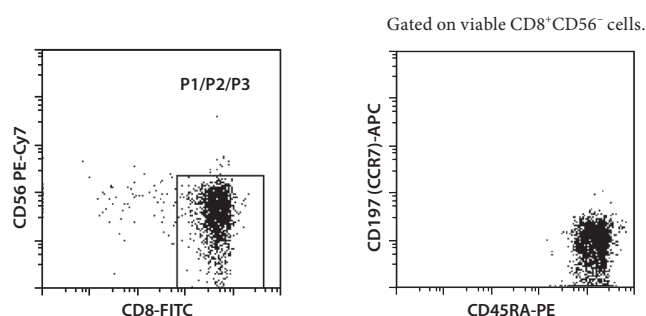 Gated on viable CD8⁺CD56⁻ cells.
P1/P2/P3
CD56 PE-Cy7
CD8-FITC
CD197 (CCR7)-APC
CD45RA-PE